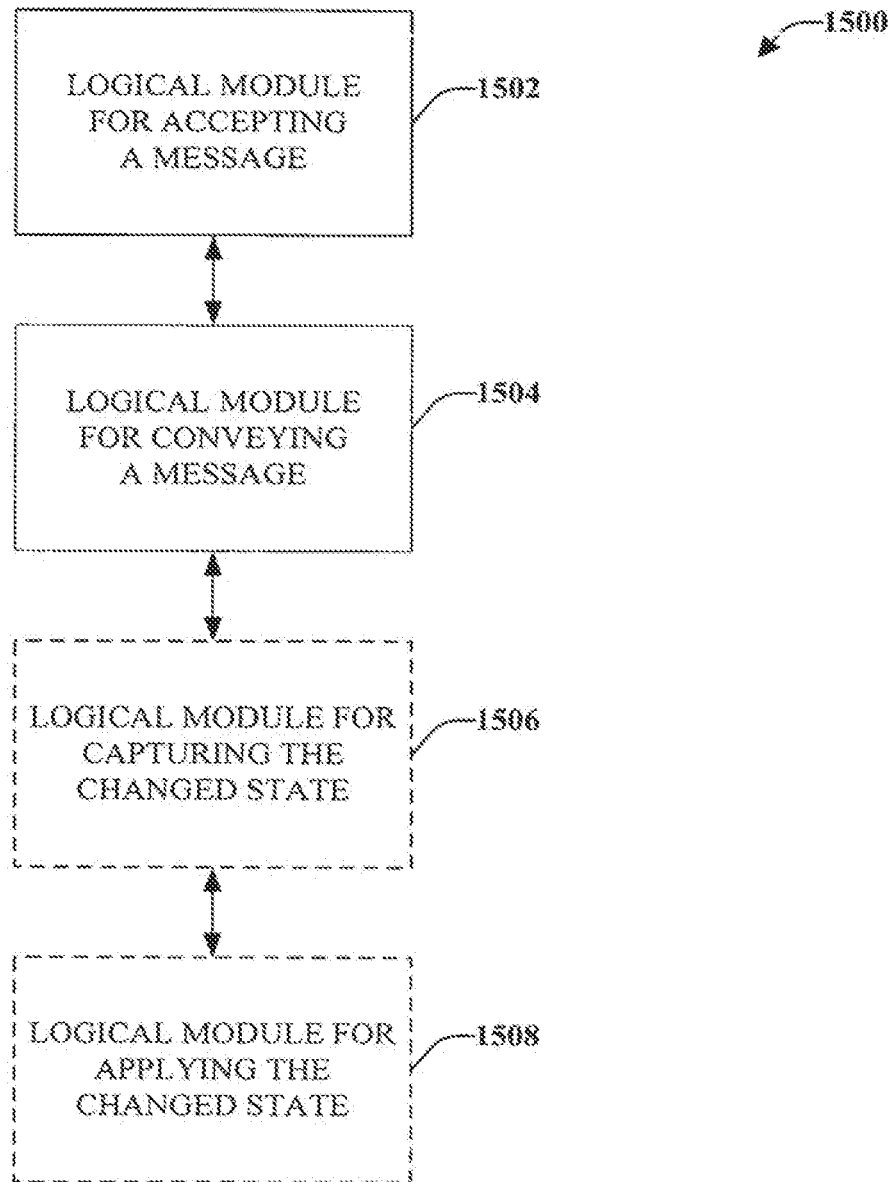 1500
LOGICAL MODULE
FOR ACCEPTING
A MESSAGE
1502
LOGICAL MODULE
FOR CONVEYING
A MESSAGE
1504
LOGICAL MODULE FOR
CAPTURING THE
CHANGED STATE
1506
LOGICAL MODULE FOR
APPLYING THE
CHANGED STATE
1508